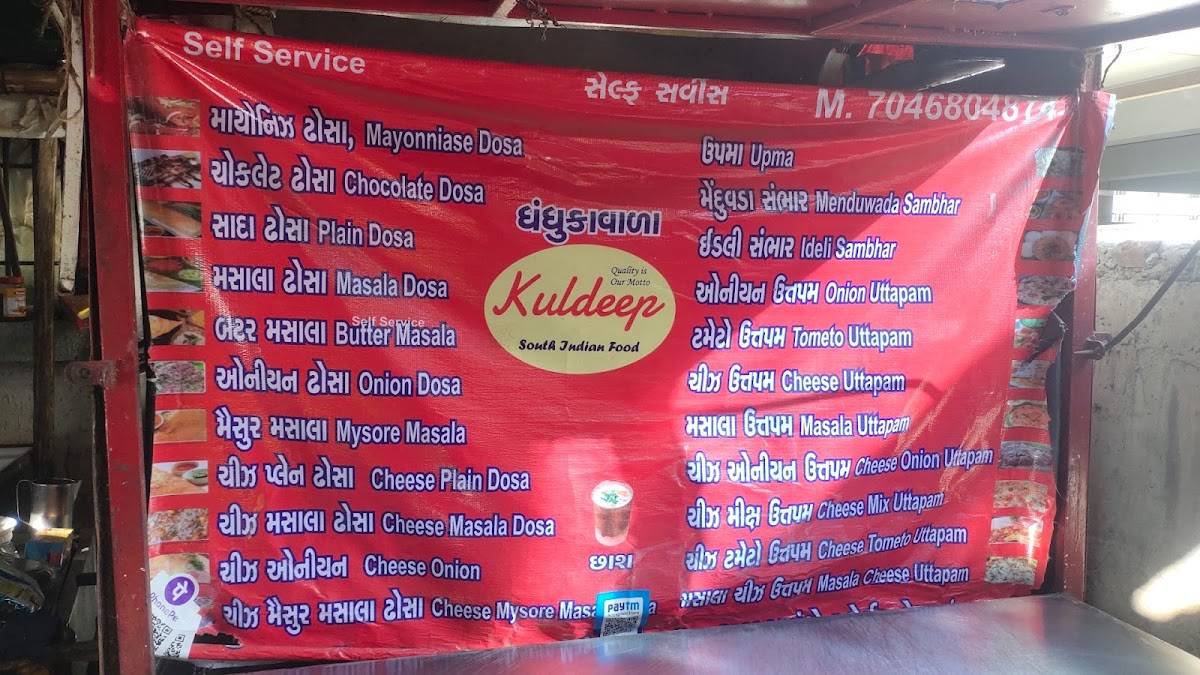 Self Service
સેલ્ફ સર્વીસ
M. 704680487
માયોનિઝ ઢોસા, Mayonniase Dosa
ચોકલેટ ઢોસા Chocolate Dosa
સાદા ઢોસા Plain Dosa
મસાલા ઢોસા Masala Dosa
Self Service
બટર મસાલા Butter Masala
ઓનીયન ઢોસા Onion Dosa
મૈસુર મસાલા Mysore Masala
ચીઝ પ્લેન ઢોસા Cheese Plain Dosa
ચીઝ મસાલા ઢોસા Cheese Masala Dosa
ચીઝ ઓનીયન Cheese Onion
ચીઝ મૈસુર મસાલા ઢોસા Cheese Mysore
ધંધુકાવાળા
Quality is
Our Motto
Kuldeep
South Indian Food
છાશ
paytm
PhonePe
ઉપમા Upma
મેંદુવડા સંભાર Menduwada Sambhar
ઈડલી સંભાર Ideli Sambhar
ઓનીયન ઉત્તપમ Onion Uttapam
ટમેટો ઉત્તપમ Tometo Uttapam
ચીઝ ઉત્તપમ Cheese Uttapam
મસાલા ઉત્તપમ Masala Uttapam
ચીઝ ઓનીયન ઉત્તપમ Cheese Onion Uttapam
ચીઝ મીક્ષ ઉત્તપમ Cheese Mix Uttapam
ચીઝ ટમેટો ઉત્તપમ Cheese Tometo Uttapam
મસાલા ચીઝ ઉત્તપમ Masala Cheese Uttapam